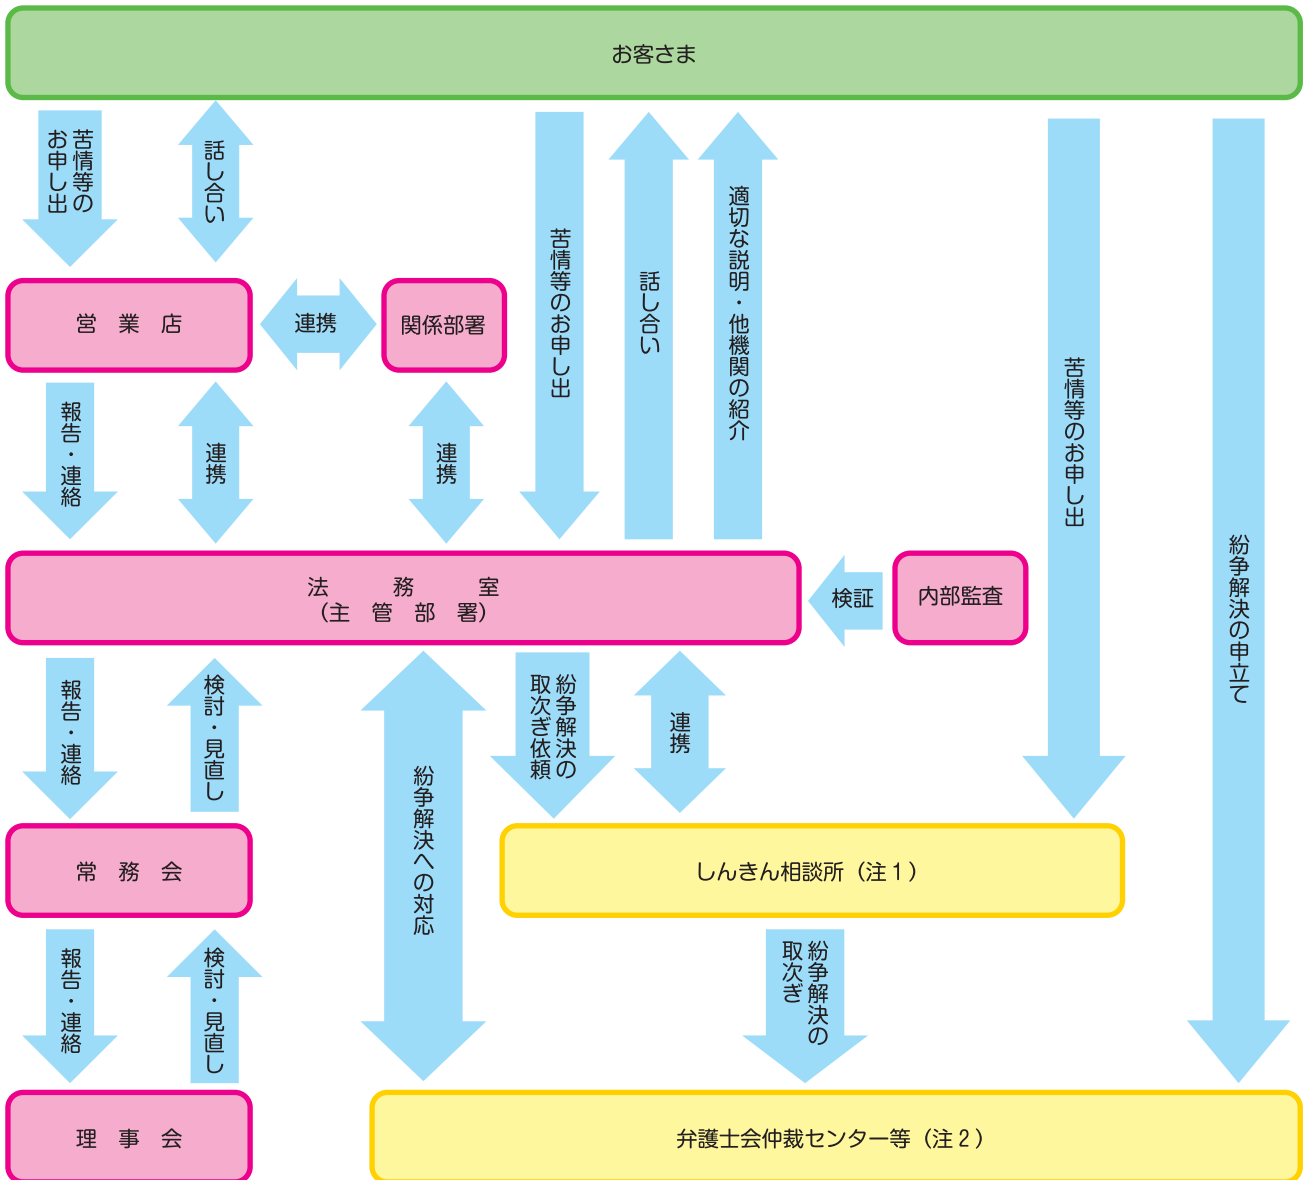 お客さま
苦情等の
お申し出
話し合い
苦情等のお申し出
話し合い
適切な説明・他機関の紹介
苦情等のお申し出
紛争解決の申立て
営　業　店
連携
関係部署
報告・連絡
連携
連携
法　　　務　　　室
（主　管　部　署）
検証
内部監査
報告・連絡
検討・見直し
紛争解決への対応
紛争解決の
取次ぎ依頼
連携
常　務　会
しんきん相談所（注１）
報告・連絡
検討・見直し
紛争解決の
取次ぎ
理　事　会
弁護士会仲裁センター等（注２）